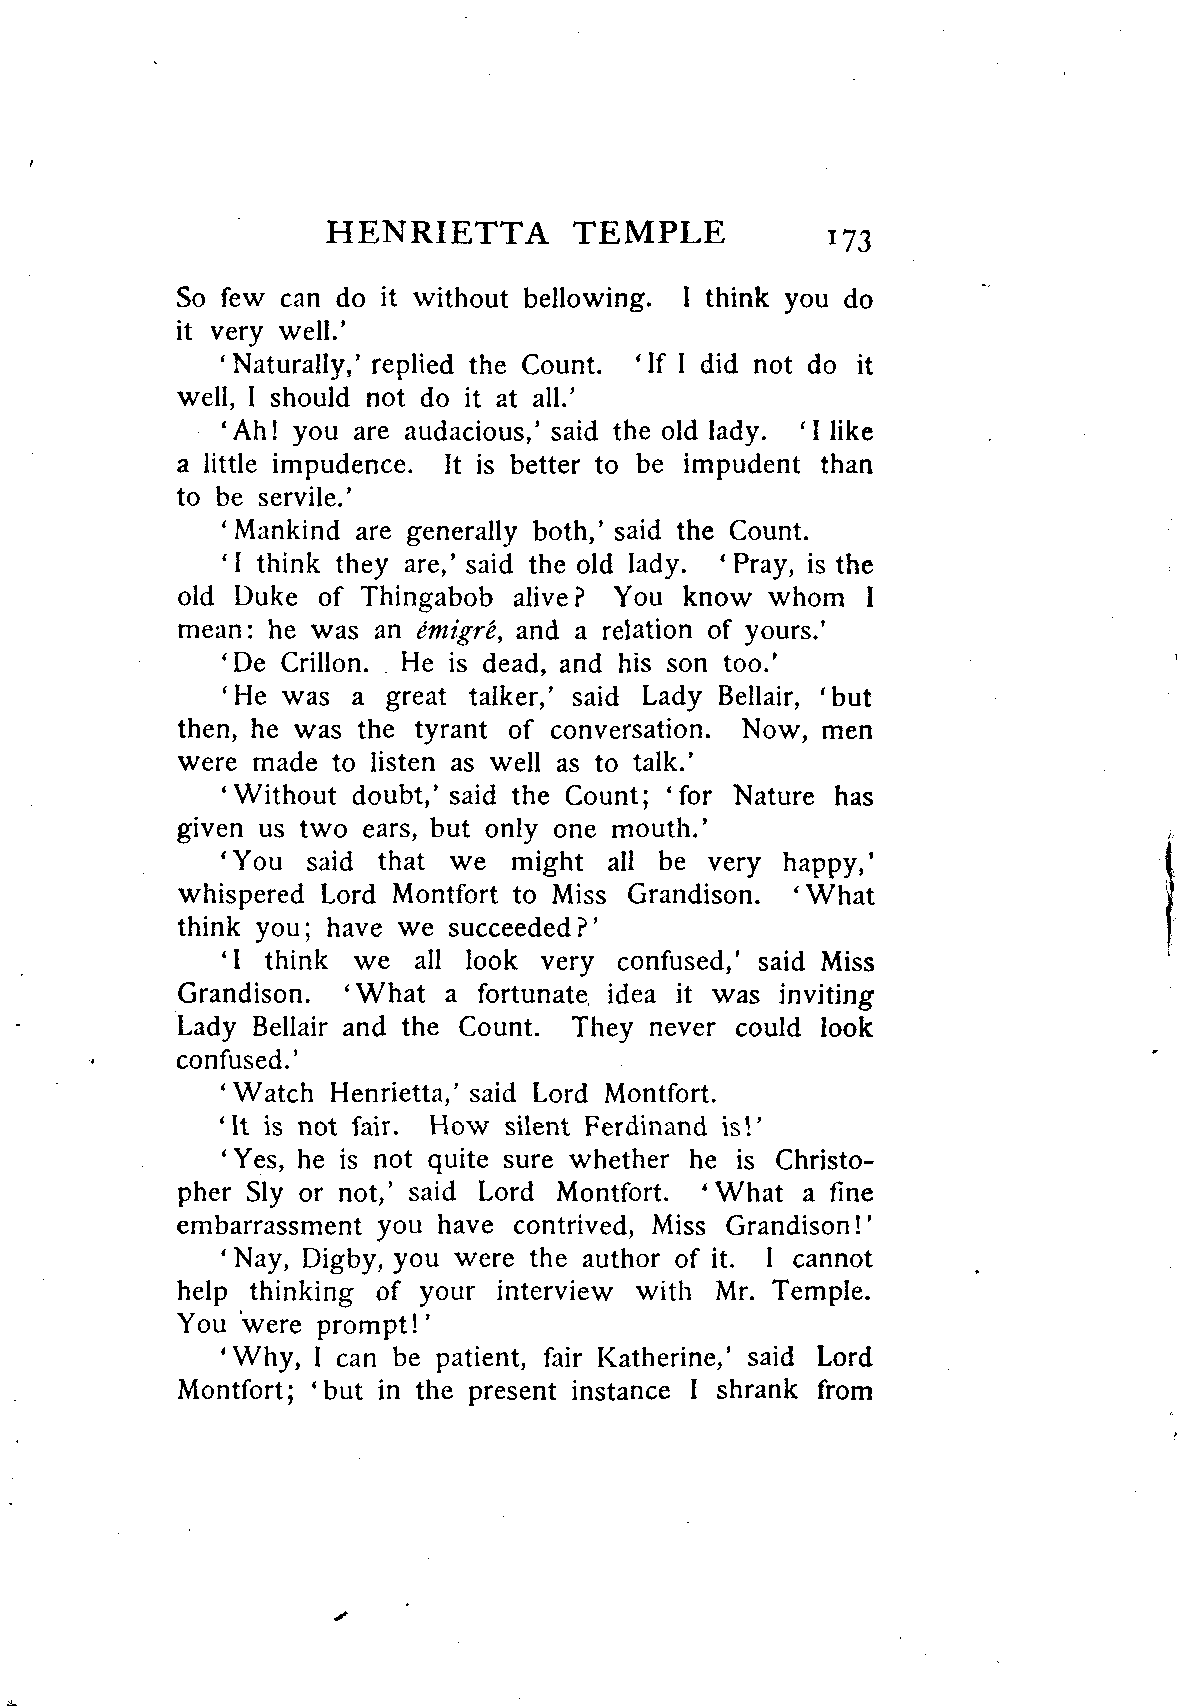 HENRIETTA TEMPLE 173
So few can do it without bellowing. I think you do
it very well.’
‘Naturally,’ replied the Count. ‘If I did not do it
well, I should not do it at all.’
‘Ah! you are audacious,’ said the old lady. ‘I like
a little impudence. It is better to be impudent than
to be servile.’
‘Mankind are generally both,’ said the Count.
‘I think they are,’ said the old lady. ‘Pray, is the
old Duke of Thingabob alive? You know whom I
mean: he was an émigré, and a relation of yours.’
‘De Crillon. He is dead, and his son too.’
‘He was a great talker,’ said Lady Bellair, ‘but
then, he was the tyrant of conversation. Now, men
were made to listen as well as to talk.’
‘Without doubt,’ said the Count; ‘for Nature has
given us two ears, but only one mouth.’
‘You said that we might all be very happy,’
whispered Lord Montfort to Miss Grandison. ‘What
think you; have we succeeded?’
‘I think we all look very confused,’ said Miss
Grandison. ‘What a fortunate idea it was inviting
Lady Bellair and the Count. They never could look
confused.’
‘Watch Henrietta,’ said Lord Montfort.
‘It is not fair. How silent Ferdinand is!’
‘Yes, he is not quite sure whether he is Christo-
pher Sly or not,’ said Lord Montfort. ‘What a fine
embarrassment you have contrived, Miss Grandison!’
‘Nay, Digby, you were the author of it. I cannot
help thinking of your interview with Mr. Temple.
You were prompt!’
‘Why, I can be patient, fair Katherine,’ said Lord
Montfort; ‘but in the present instance I shrank from